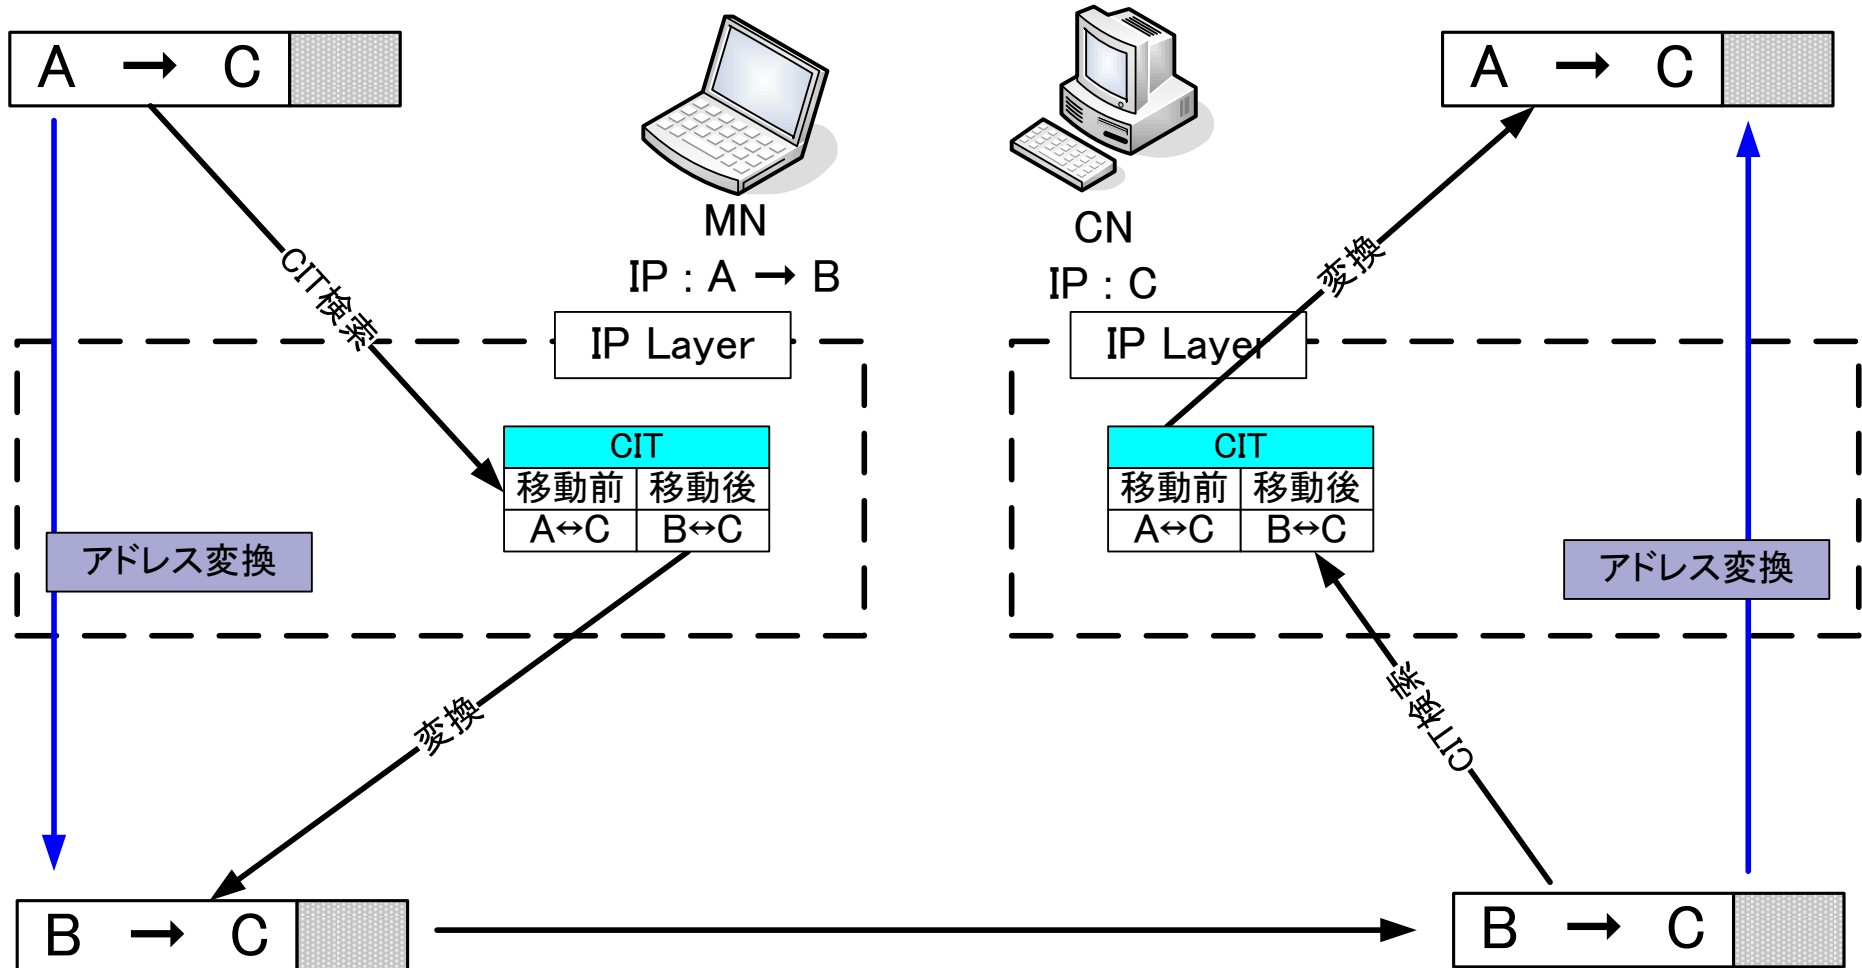 A → C
A → C
MN
IP : A → B
CN
IP : C
CIT検索
変換
IP Layer
IP Layer
CIT
移動前 移動後
A↔C B↔C
CIT
移動前 移動後
A↔C B↔C
アドレス変換
アドレス変換
変換
CIT検索
B → C
B → C